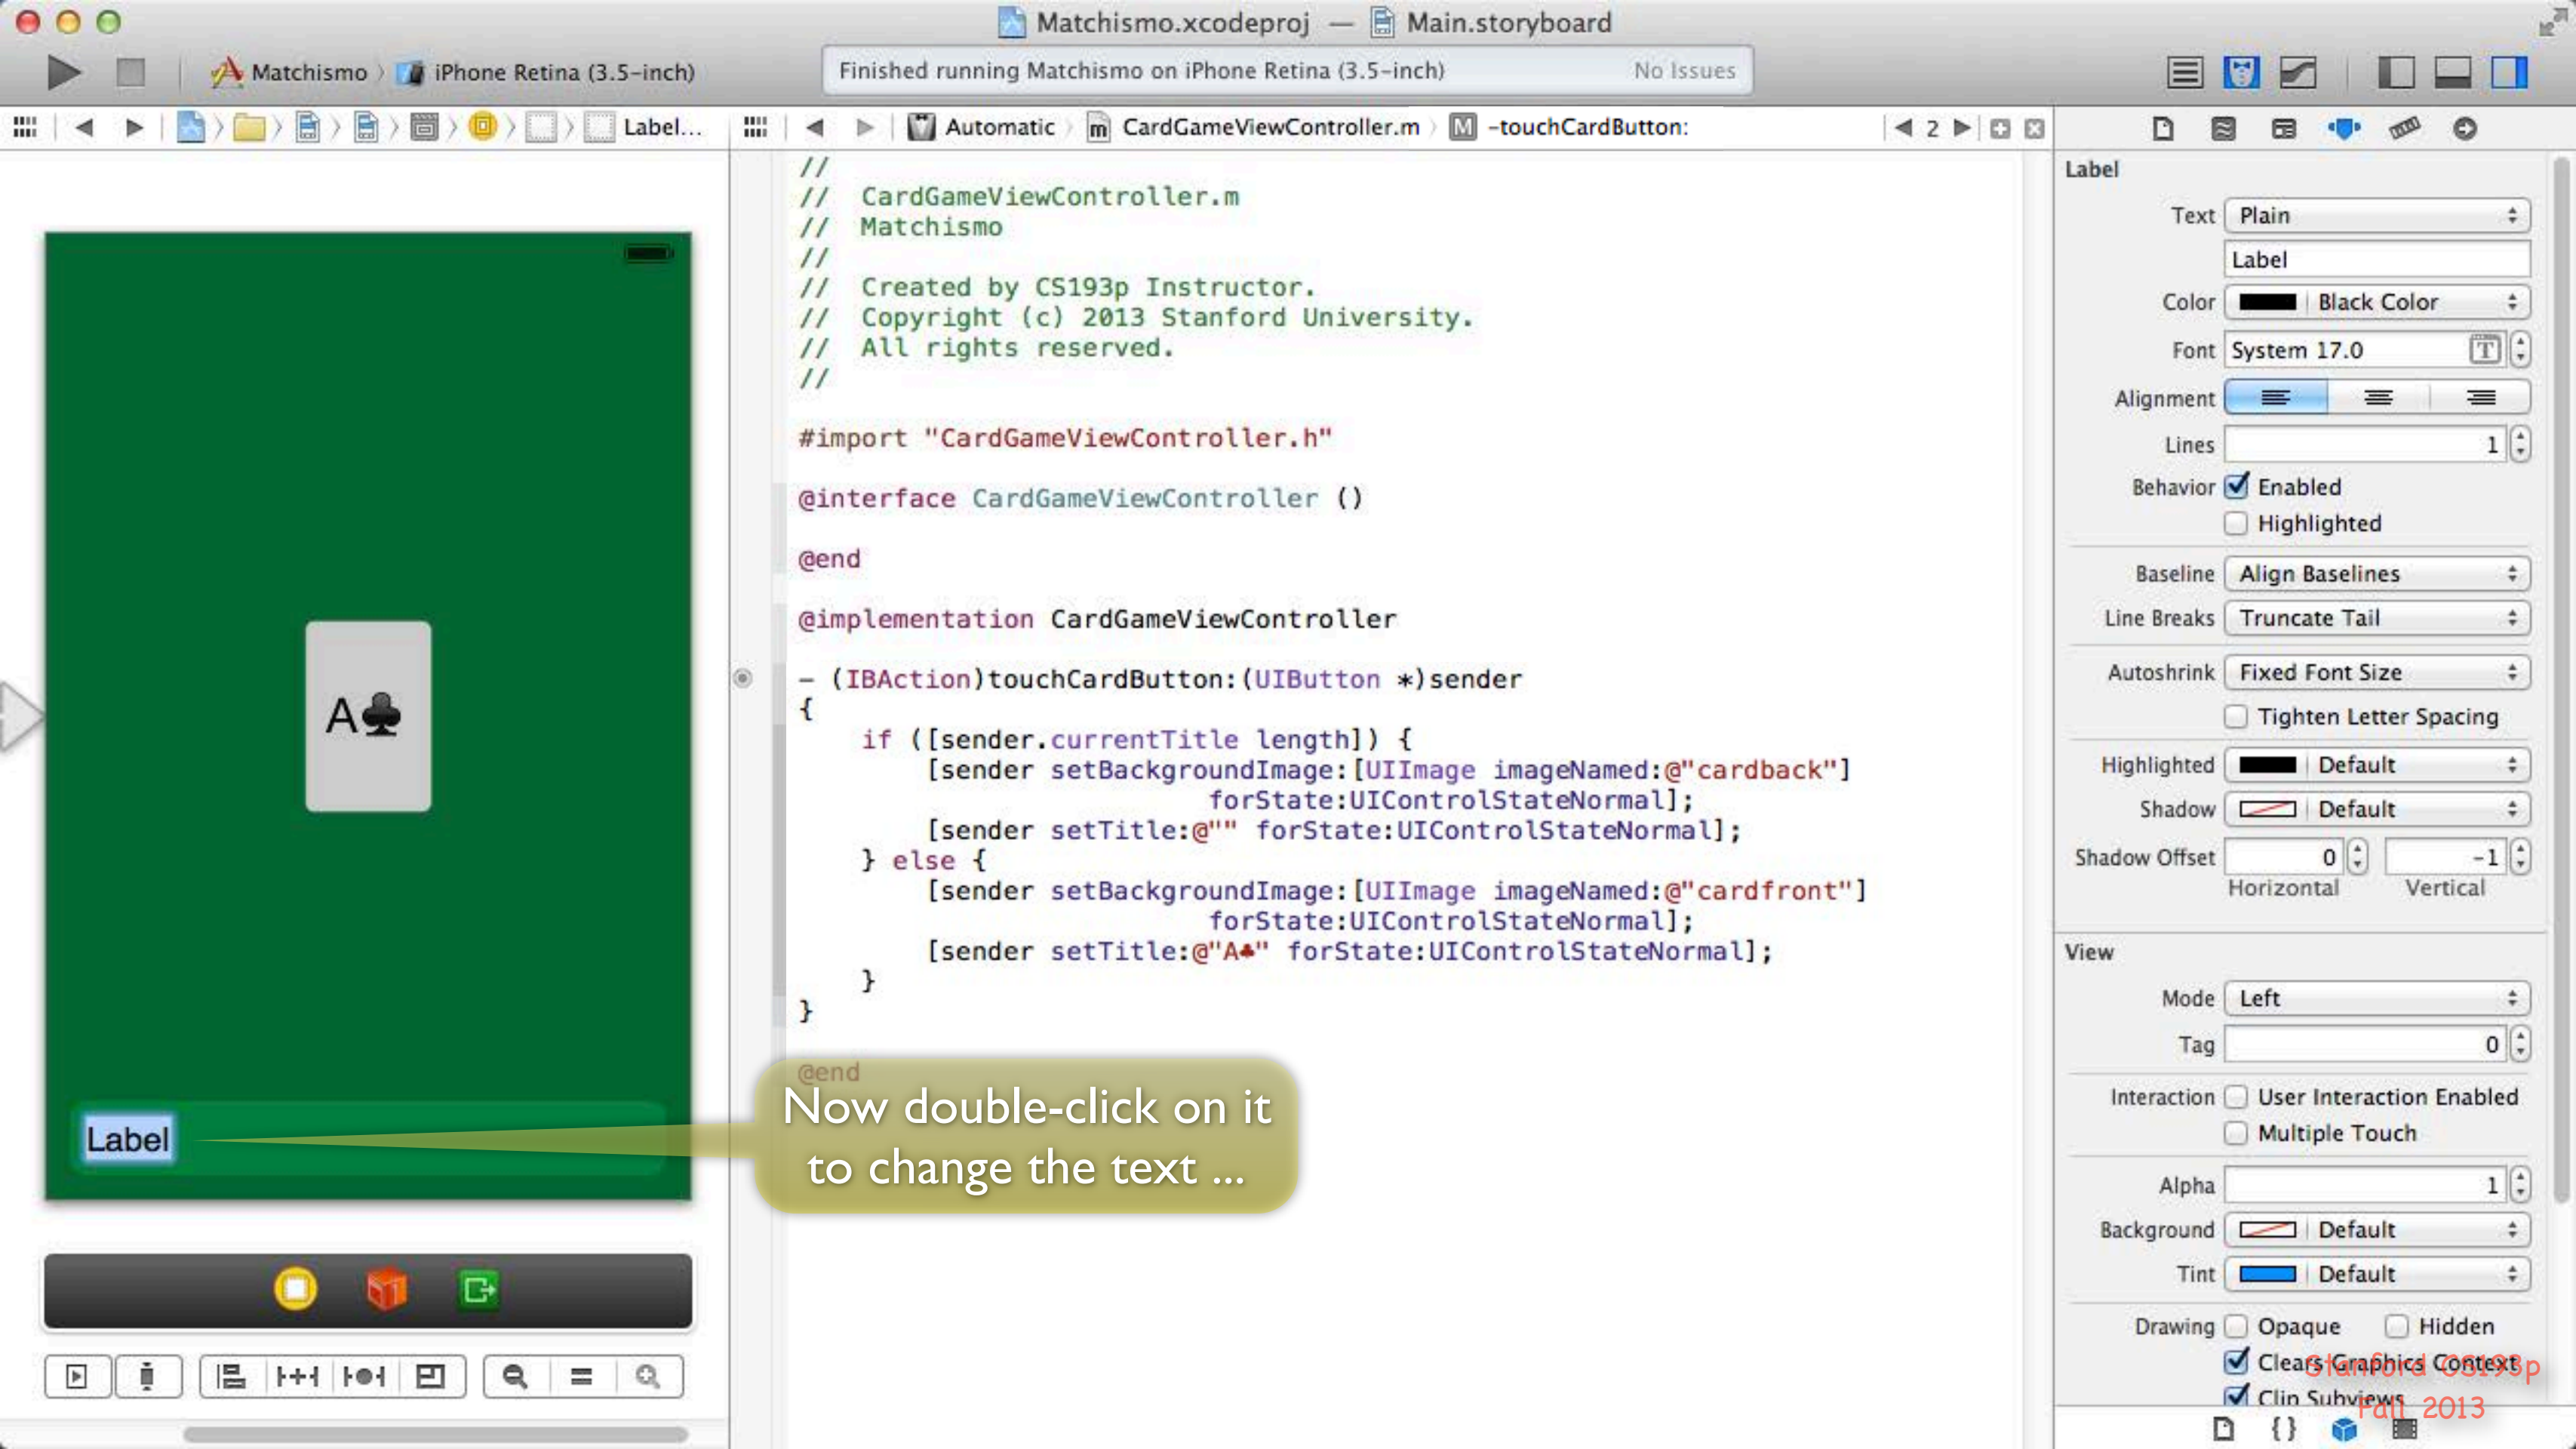 Matchismo.xcodeproj — Main.storyboard
Matchismo iPhone Retina (3.5-inch)
Finished running Matchismo on iPhone Retina (3.5-inch) No Issues
Label...
Automatic m CardGameViewController.m M -touchCardButton: 2
A♣
Label
//
// CardGameViewController.m
// Matchismo
//
// Created by CS193p Instructor.
// Copyright (c) 2013 Stanford University.
// All rights reserved.
//
#import "CardGameViewController.h"
@interface CardGameViewController ()
@end
@implementation CardGameViewController
- (IBAction)touchCardButton:(UIButton *)sender
{
if ([sender.currentTitle length]) {
[sender setBackgroundImage:[UIImage imageNamed:@"cardback"]
forState:UIControlStateNormal];
[sender setTitle:@"" forState:UIControlStateNormal];
} else {
[sender setBackgroundImage:[UIImage imageNamed:@"cardfront"]
forState:UIControlStateNormal];
[sender setTitle:@"A♣" forState:UIControlStateNormal];
}
}
@end
Now double-click on it
to change the text ...
Label
Text Plain
Label
Color Black Color
Font System 17.0 T
Alignment
Lines 1
Behavior Enabled
Highlighted
Baseline Align Baselines
Line Breaks Truncate Tail
Autoshrink Fixed Font Size
Tighten Letter Spacing
Highlighted Default
Shadow Default
Shadow Offset 0 -1
Horizontal Vertical
View
Mode Left
Tag 0
Interaction User Interaction Enabled
Multiple Touch
Alpha 1
Background Default
Tint Default
Drawing Opaque Hidden
Clears Graphics Context
Clip Subviews
Stanford CS193p
Fall 2013
{}